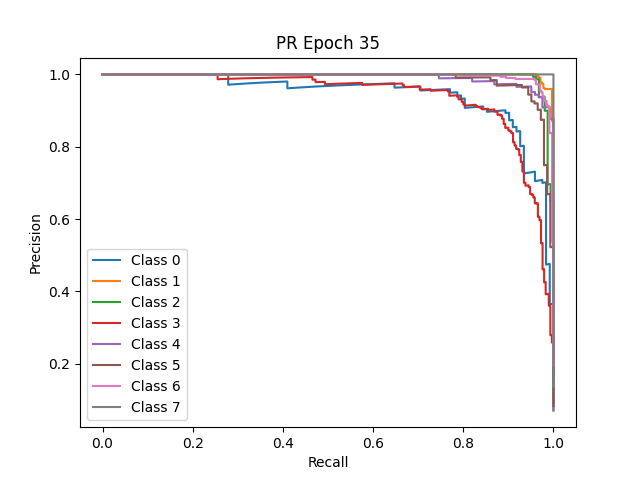 PR Epoch 35
1.0
0.8
0.6
0.4
0.2
Precision
Class 0
Class 1
Class 2
Class 3
Class 4
Class 5
Class 6
Class 7
0.0 0.2 0.4 0.6 0.8 1.0
Recall